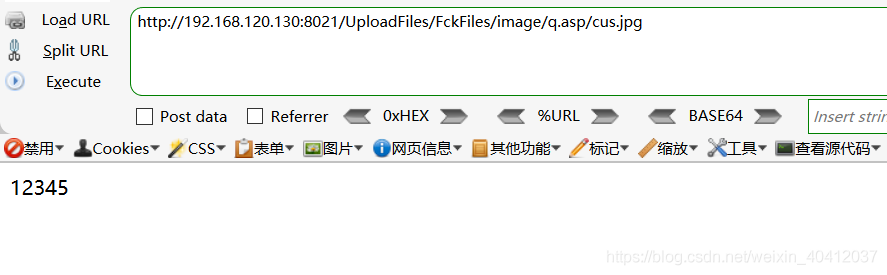 Load URL
http://192.168.120.130:8021/UploadFiles/FckFiles/image/q.asp/cus.jpg
Split URL
Execute
Post data Referrer 0xHEX %URL BASE64 Insert strin
禁用 Cookies CSS 表单 图片 网页信息 其他功能 标记 缩放 工具 查看源代码
12345
https://blog.csdn.net/weixin_40412037